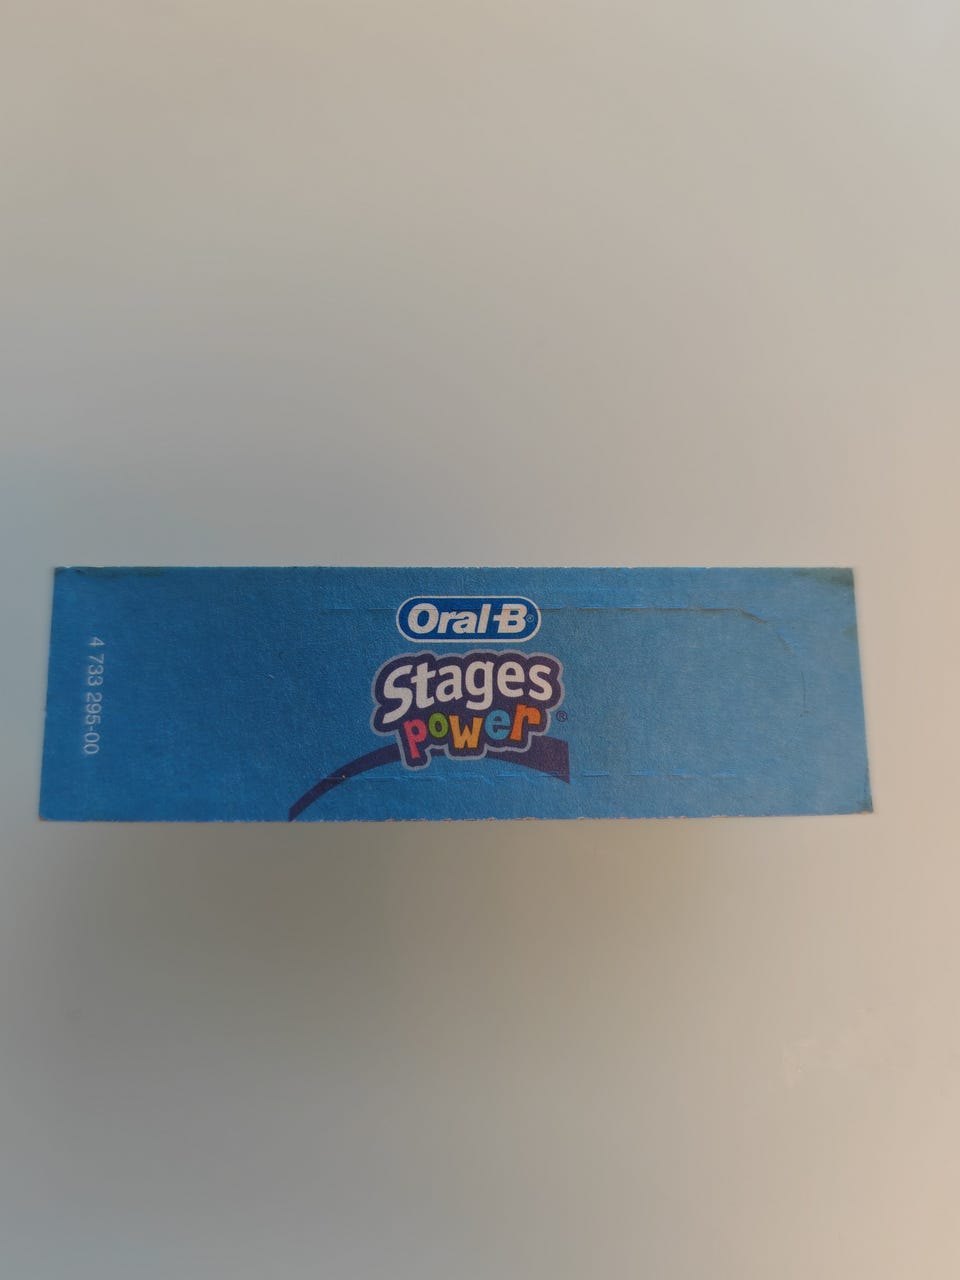 Oral-B®
Stages
power®
4 733 295-00